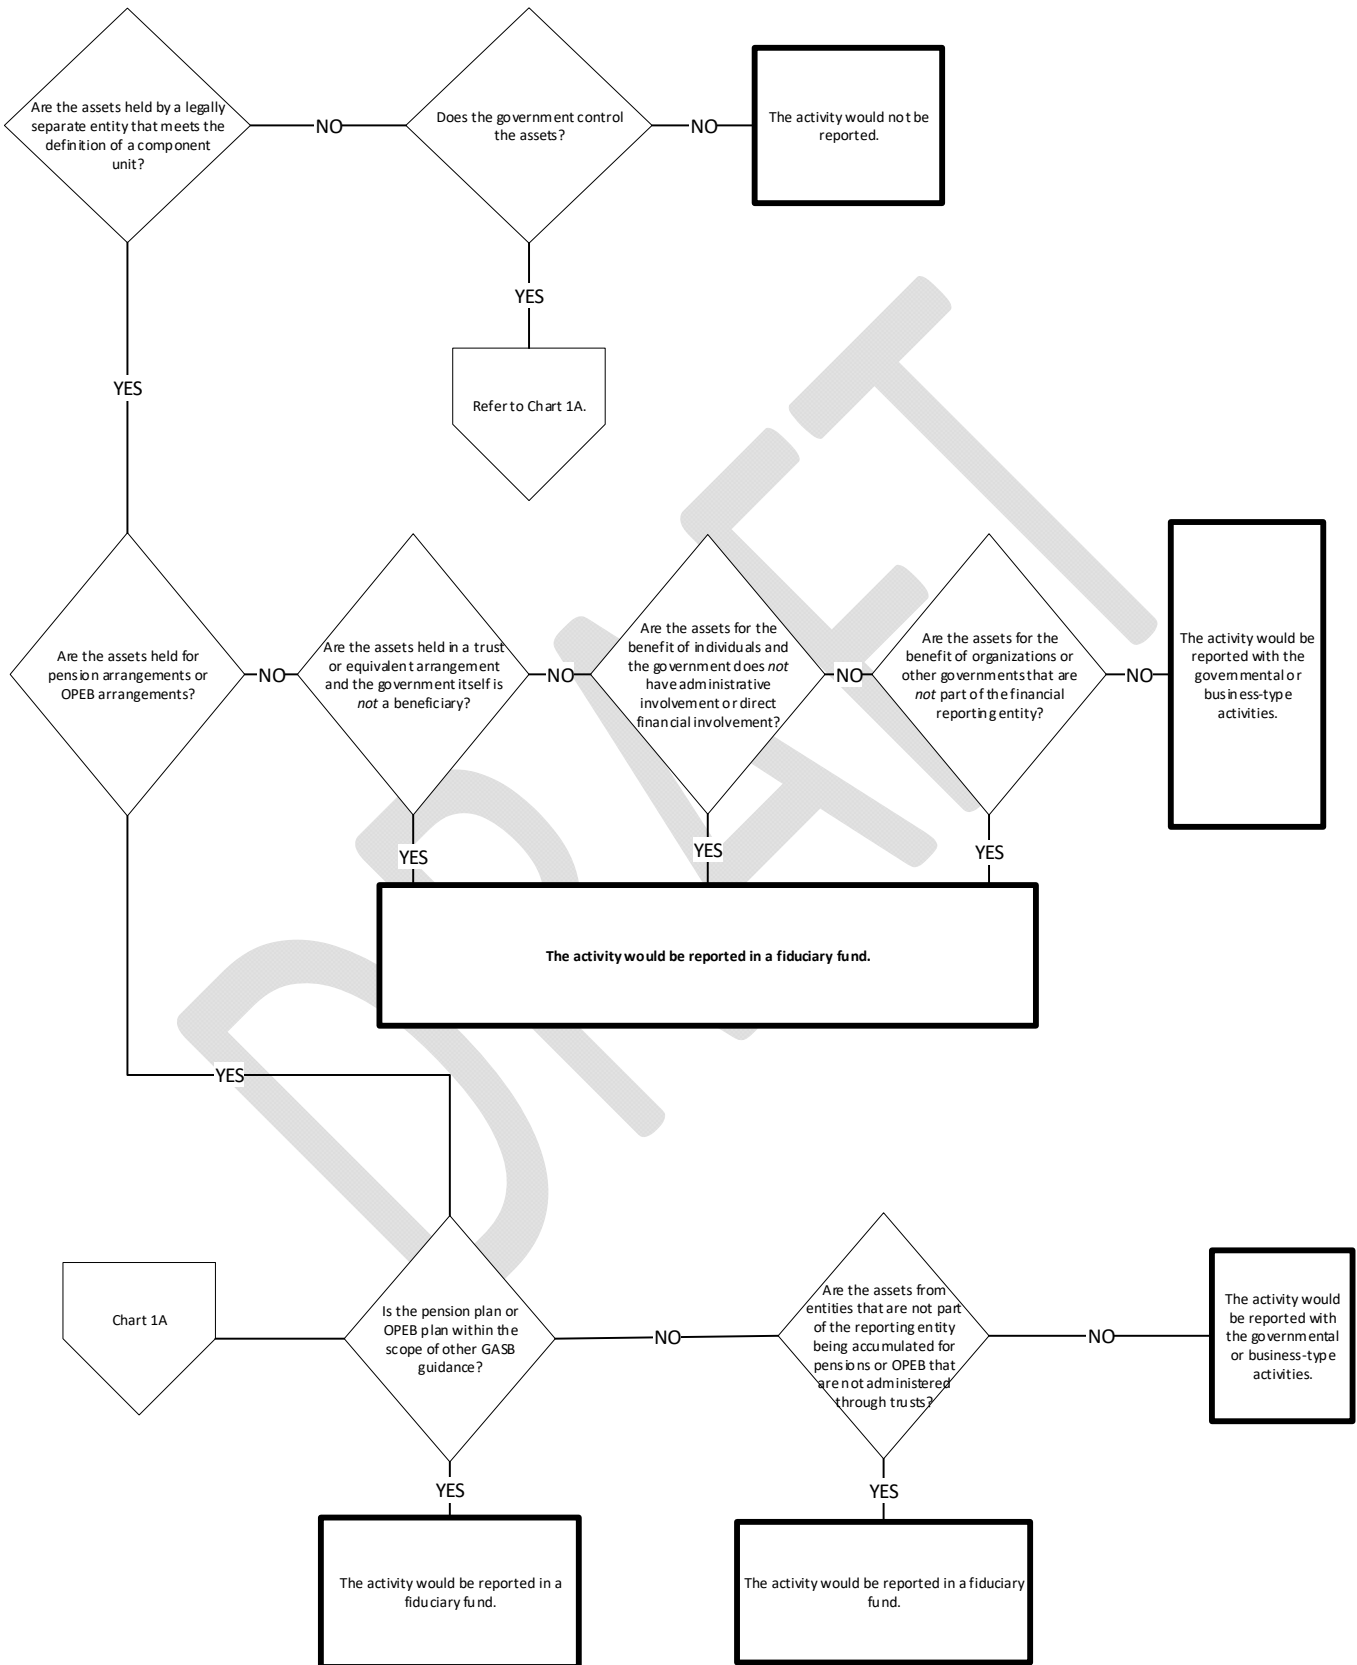 Are the assets held by a legally
separate entity that meets the
definition of a component
unit?
NO
Does the government control
the assets?
NO
The activity would not be
reported.
YES
Refer to Chart 1A.
YES
Are the assets held for
pension arrangements or
OPEB arrangements?
NO
Are the assets held in a trust
or equivalent arrangement
and the government itself is
not a beneficiary?
NO
Are the assets for the
benefit of individuals and
the government does not
have administrative
involvement or direct
financial involvement?
NO
Are the assets for the
benefit of organizations or
other governments that are
not part of the financial
reporting entity?
NO
The activity would be
reported with the
governmental or
business-type
activities.
YES
YES
YES
The activity would be reported in a fiduciary fund.
YES
Chart 1A
Is the pension plan or
OPEB plan within the
scope of other GASB
guidance?
NO
Are the assets from
entities that are not part
of the reporting entity
being accumulated for
pensions or OPEB that
are not administered
through trusts?
NO
The activity would
be reported with
the governmental
or business-type
activities.
YES
YES
The activity would be reported in a
fiduciary fund.
The activity would be reported in a fiduciary
fund.
DRAFT